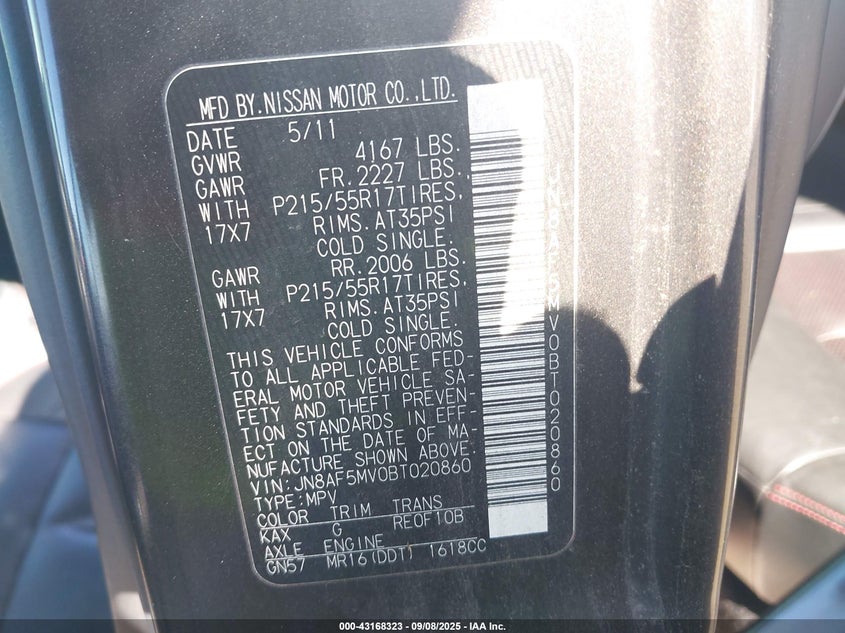 MFD BY.NISSAN MOTOR CO.,LTD.
DATE 5/11
GVWR 4167 LBS.
GAWR FR.2227 LBS.
WITH P215/55R17TIRES,
17X7 RIMS.AT35PSI
COLD SINGLE.
GAWR RR.2006 LBS.
WITH P215/55R17TIRES,
17X7 RIMS.AT35PSI
COLD SINGLE.
THIS VEHICLE CONFORMS
TO ALL APPLICABLE FED-
ERAL MOTOR VEHICLE SA-
FETY AND THEFT PREVEN-
TION STANDARDS IN EFF-
ECT ON THE DATE OF MA-
NUFACTURE SHOWN ABOVE.
VIN:JN8AF5MV0BT020860
TYPE:MPV
COLOR TRIM TRANS
KAX G RE0F10B
AXLE ENGINE
GN57 MR16(DDT) 1618CC
JN8AF5MV0BT020860
000-43168323 - 09/08/2025 - IAA Inc.